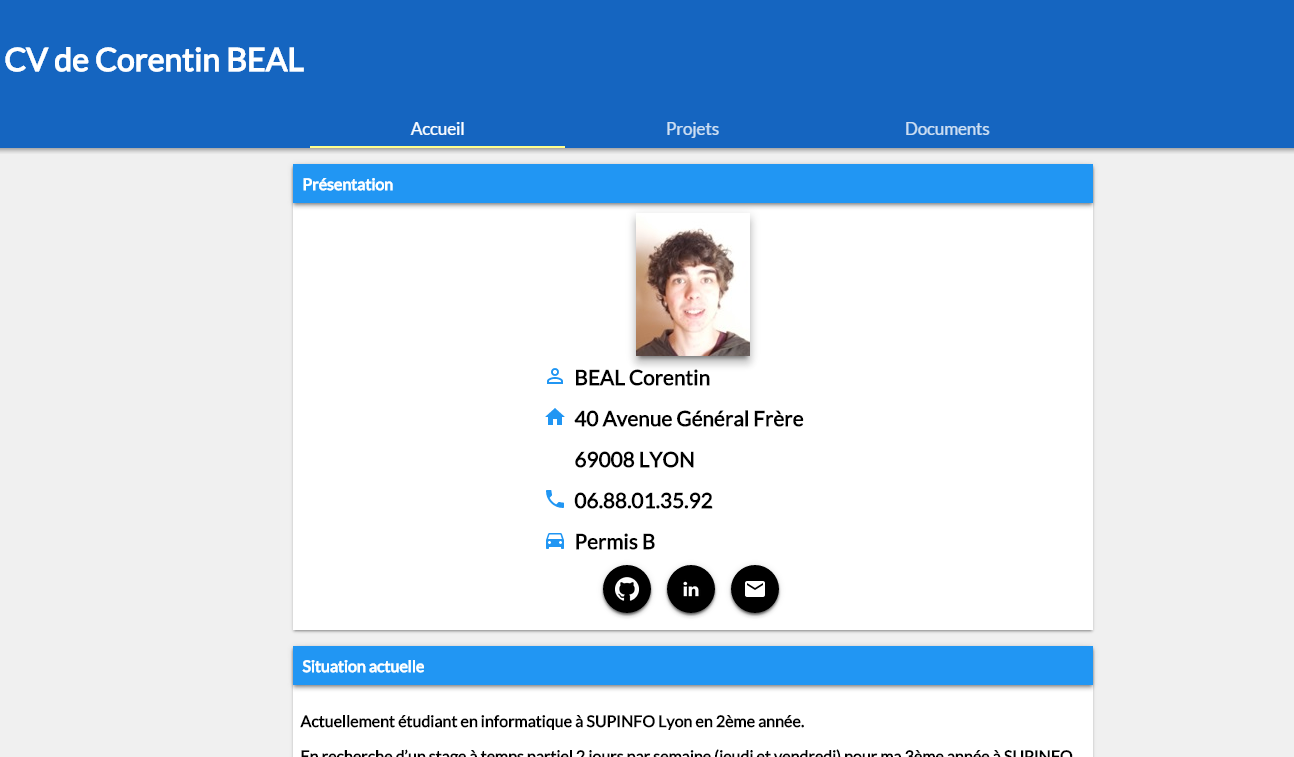 CV de Corentin BEAL
Accueil Projets Documents
Présentation
BEAL Corentin
40 Avenue Général Frère
69008 LYON
06.88.01.35.92
Permis B
in
Situation actuelle
Actuellement étudiant en informatique à SUPINFO Lyon en 2ème année.
En recherche d'un stage à temps partiel 2 jours par semaine (jeudi et vendredi) pour ma 3ème année à SUPINFO